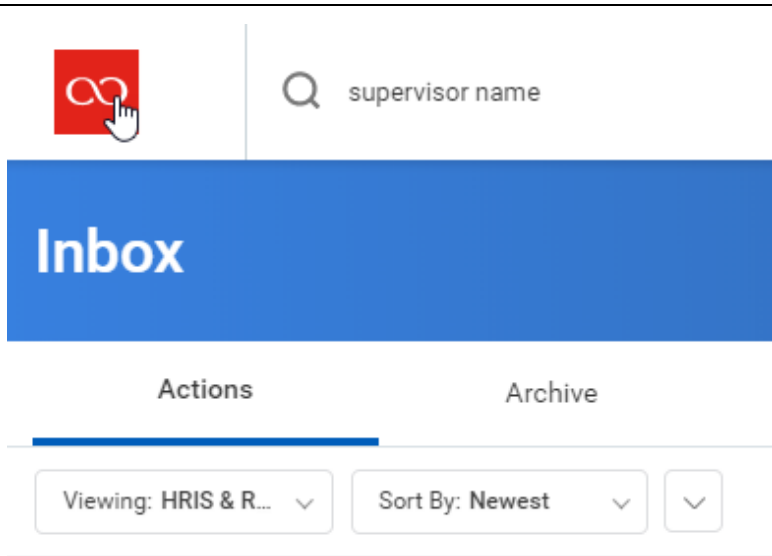 supervisor name
Inbox
Actions Archive
Viewing: HRIS & R... Sort By: Newest